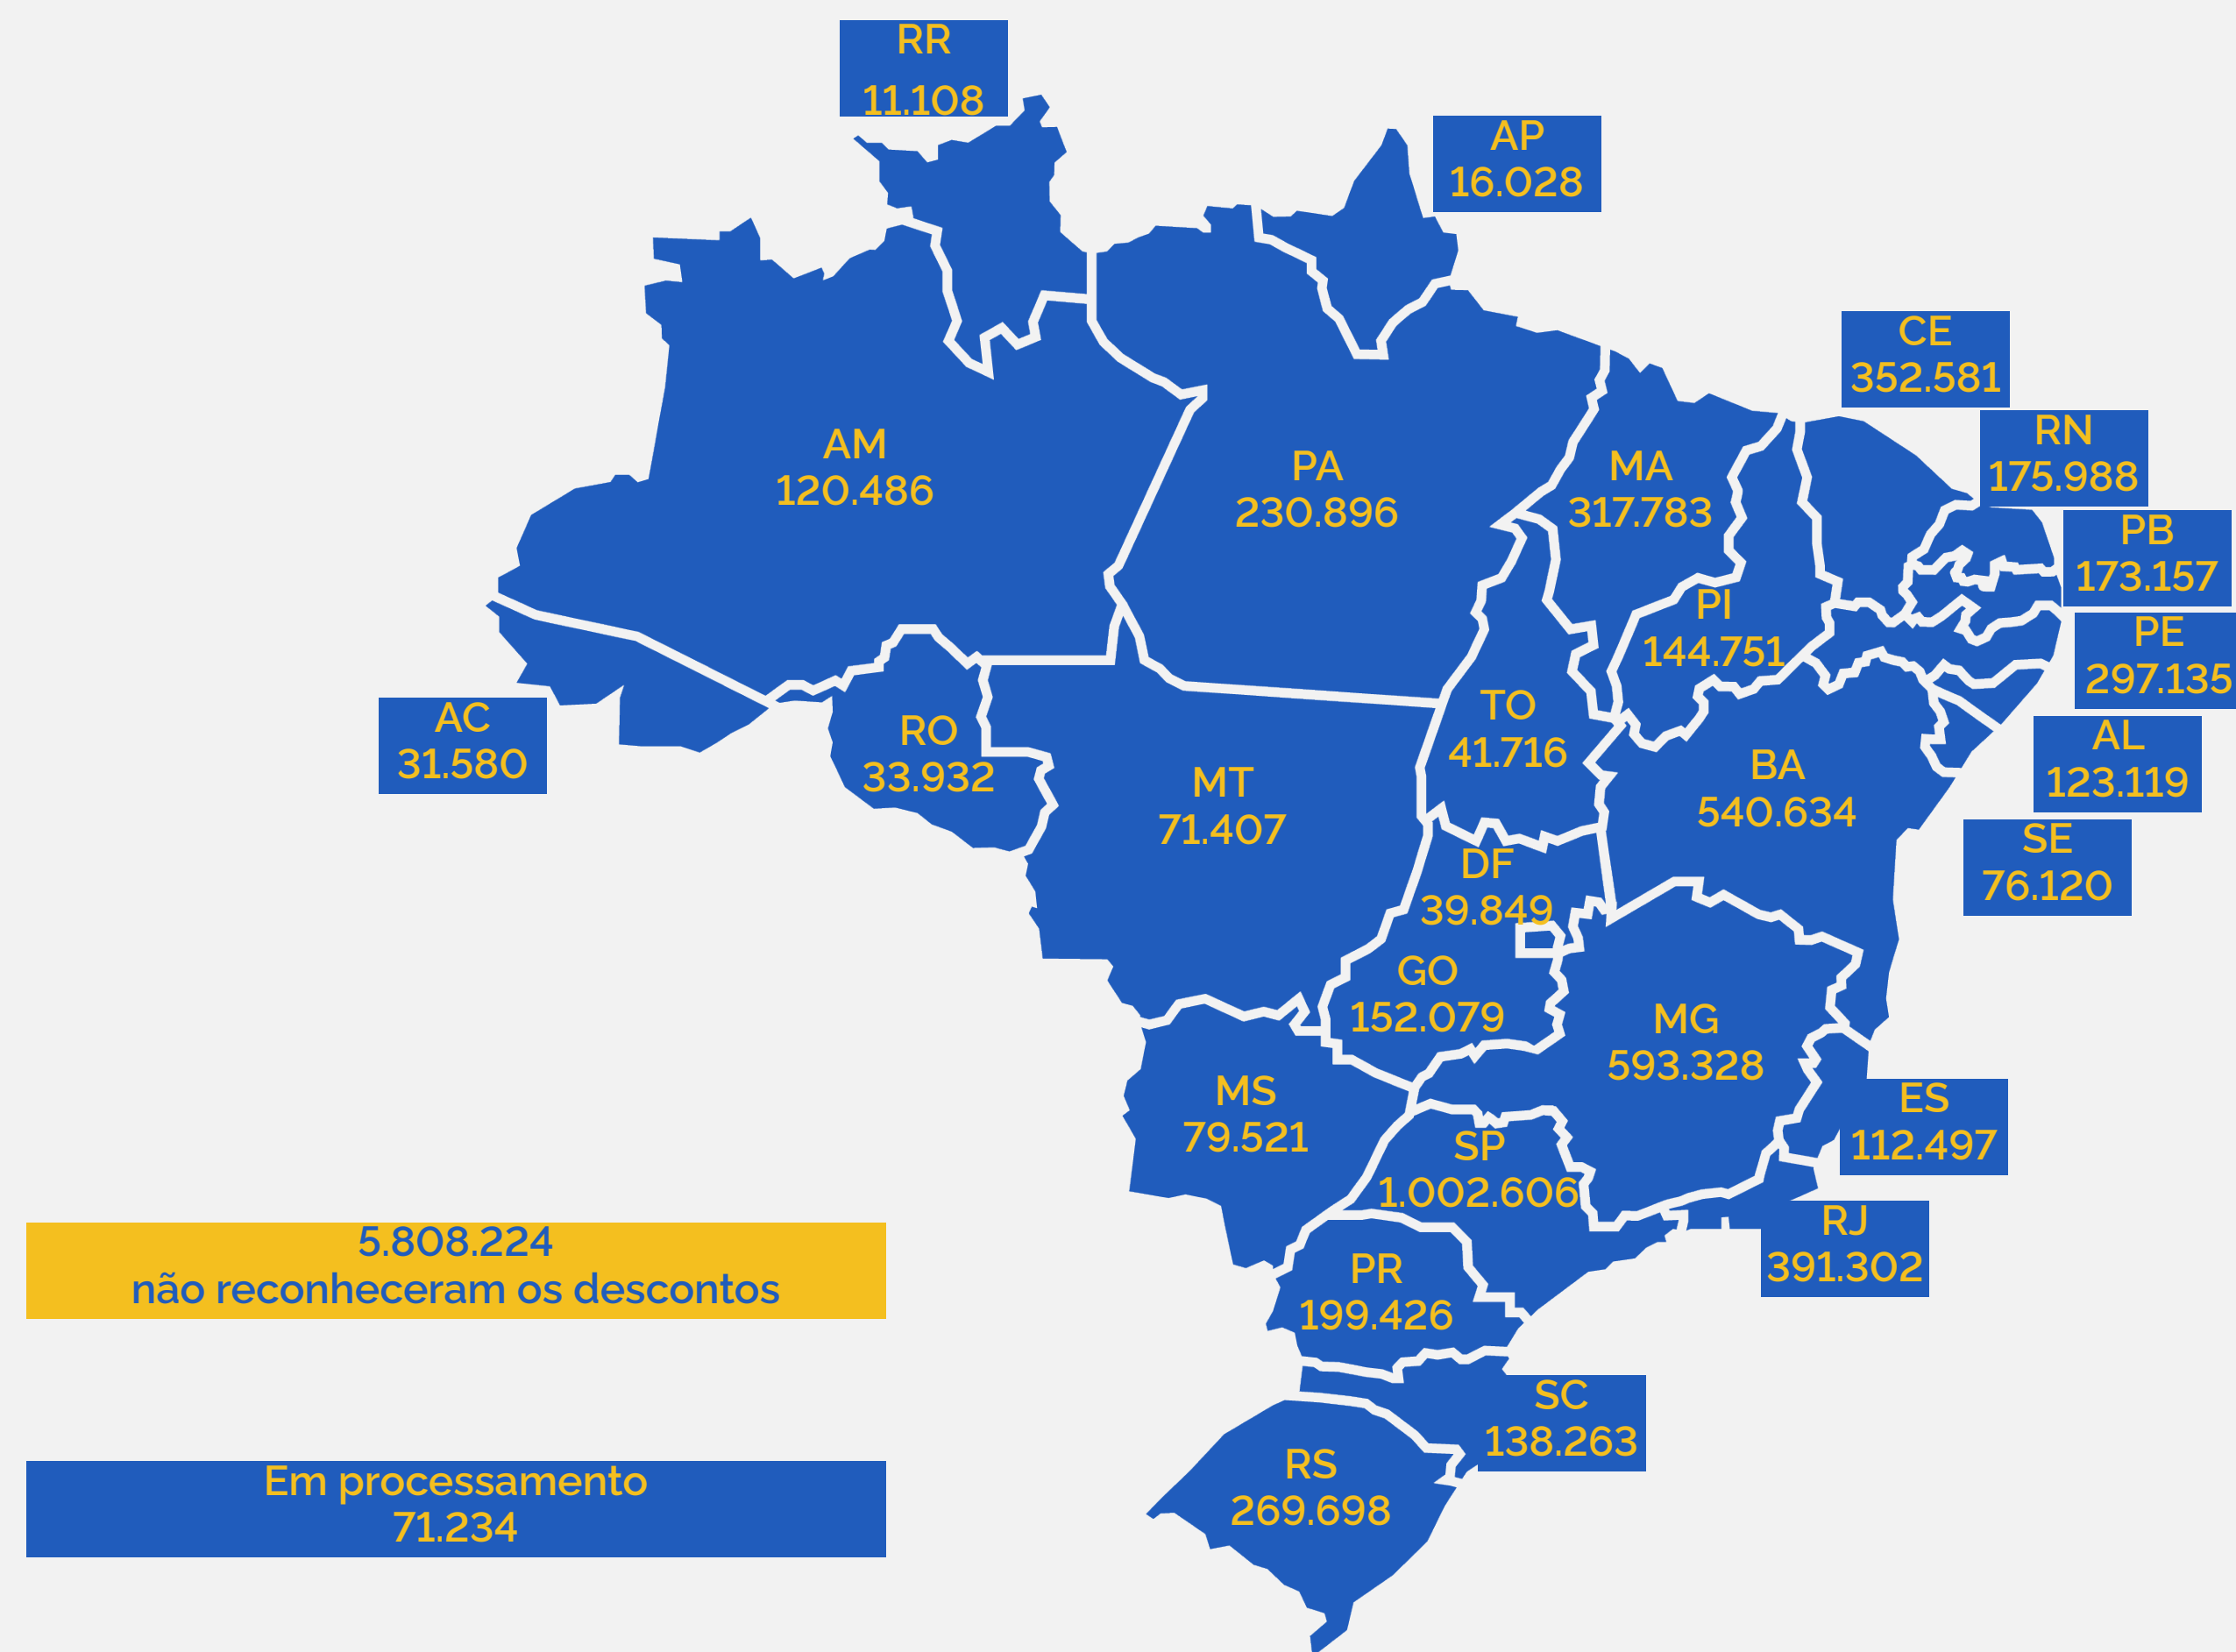 RR
11.108
AP
16.028
CE
352.581
RN
175.988
AM
120.486
PA
230.896
MA
317.783
PB
173.157
PI
144.751
PE
297.135
AC
31.580
RO
33.932
TO
41.716
MT
71.407
BA
540.634
AL
123.119
SE
76.120
DF
39.849
GO
152.079
MG
593.328
MS
79.521
ES
112.497
SP
1.002.606
RJ
391.302
5.808.224
não reconheceram os descontos
PR
199.426
SC
138.263
RS
269.698
Em processamento
71.234